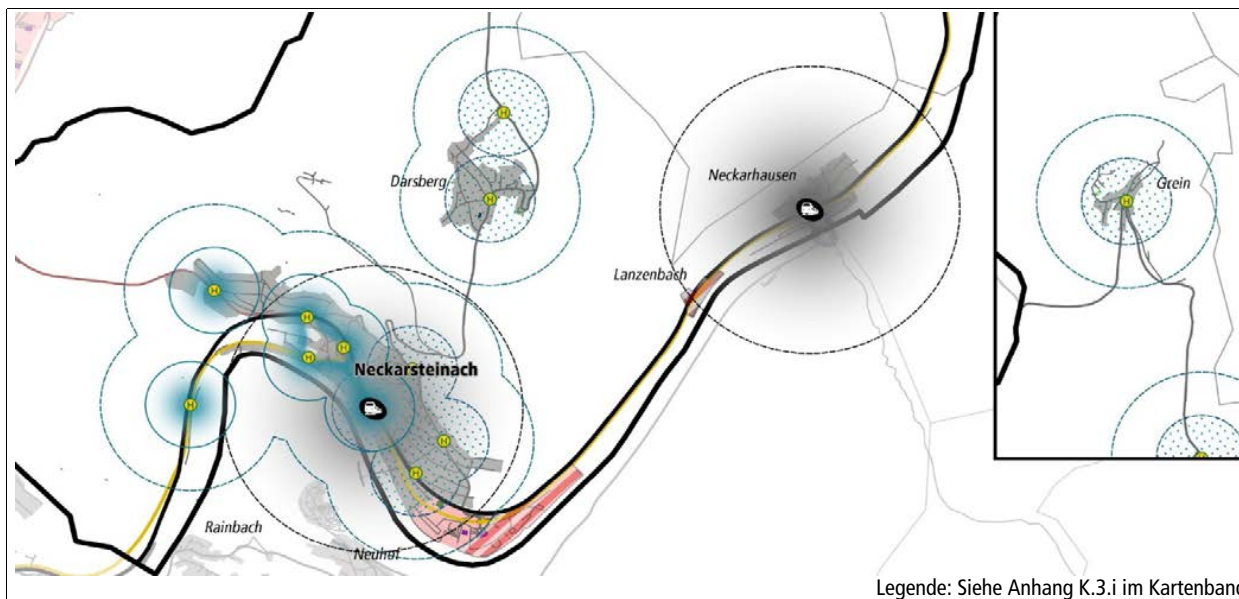 Darsberg
Neckarhausen
Grein
Lanzenbach
Neckarsteinach
Rainbach
Neuhof
H
H
H
H
H
H
H
H
H
H
H
H
Legende: Siehe Anhang K.3.i im Kartenband